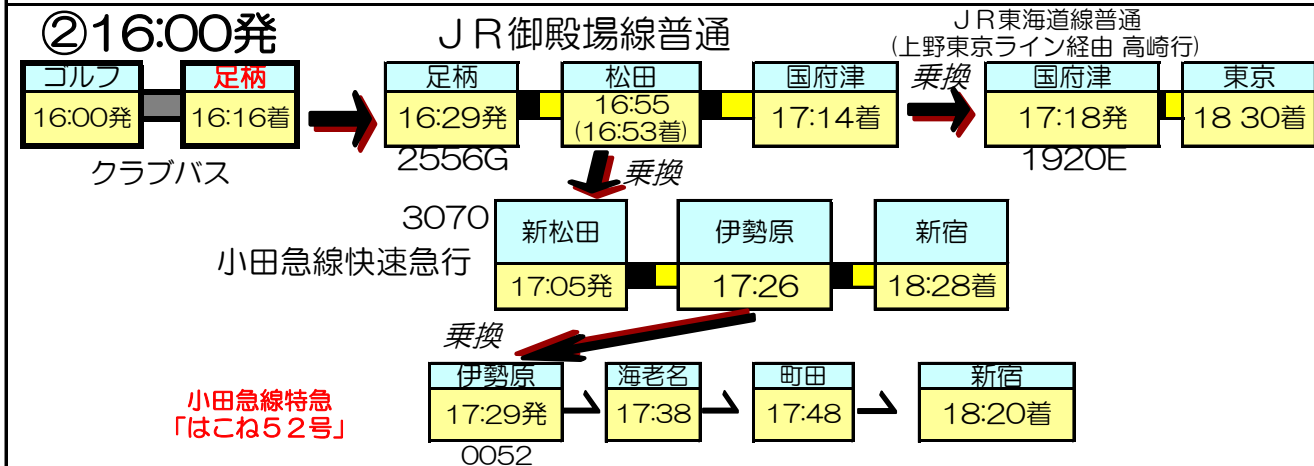 ②16:00発
ＪＲ御殿場線普通
ＪＲ東海道線普通
(上野東京ライン経由 高崎行)
ゴルフ
足柄
16:00発
16:16着
クラブバス
足柄
松田
国府津
16:29発
16:55
(16:53着)
17:14着
2556G
乗換
国府津
東京
17:18発
18 30着
1920E
乗換
3070
小田急線快速急行
新松田
伊勢原
新宿
17:05発
17:26
18:28着
乗換
小田急線特急
「はこね５２号」
伊勢原
海老名
町田
新宿
17:29発
17:38
17:48
18:20着
0052